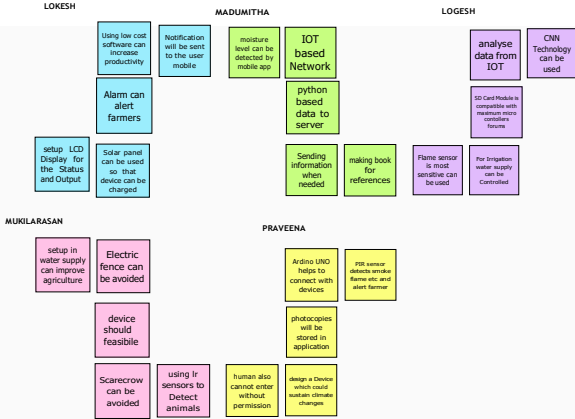 LOKESH
Using low cost
software can
increase
productivity
Notification
will be sent
to the user
mobile
Alarm can
alert
farmers
setup LCD
Display for
the Status
and Output
Solar panel
can be used
so that
device can be
charged
MADUMITHA
moisture
level can be
detected by
mobile app
IOT
based
Network
python
based
data to
server
Sending
information
when
needed
making book
for
references
LOGESH
analyse
data from
IOT
CNN
Technology
can be
used
SD Card Module is
compatible with
maximum micro
contollers
forums
Flame sensor
is most
sensitive can
be used
For Irrigation
water supply
can be
Controlled
MUKILARASAN
setup in
water supply
can improve
agriculture
Electric
fence can
be avoided
device
should
feasibile
Scarecrow
can be
avoided
using Ir
sensors to
Detect
animals
PRAVEENA
Ardino UNO
helps to
connect with
devices
PIR sensor
detects smoke
flame etc and
alert farmer
photocopies
will be
stored in
application
human also
cannot enter
without
permission
design a Device
which could
sustain climate
changes